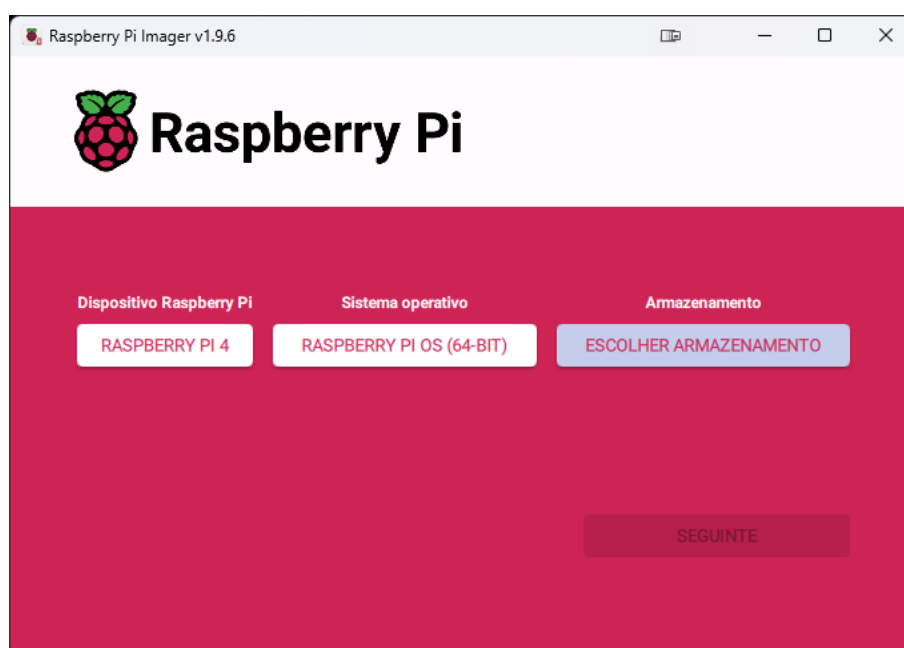 Raspberry Pi Imager v1.9.6
Raspberry Pi
Dispositivo Raspberry Pi
Sistema operativo
Armazenamento
RASPBERRY PI 4
RASPBERRY PI OS (64-BIT)
ESCOLHER ARMAZENAMENTO
SEGUINTE